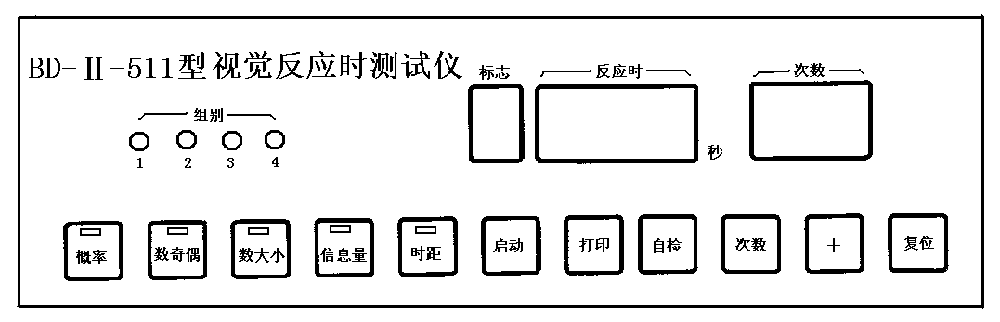 BD-Ⅱ-511型视觉反应时测试仪
标志 反应时 次数
组别
秒
1 2 3 4
概率 数奇偶 数大小 信息量 时距 启动 打印 自检 次数 + 复位